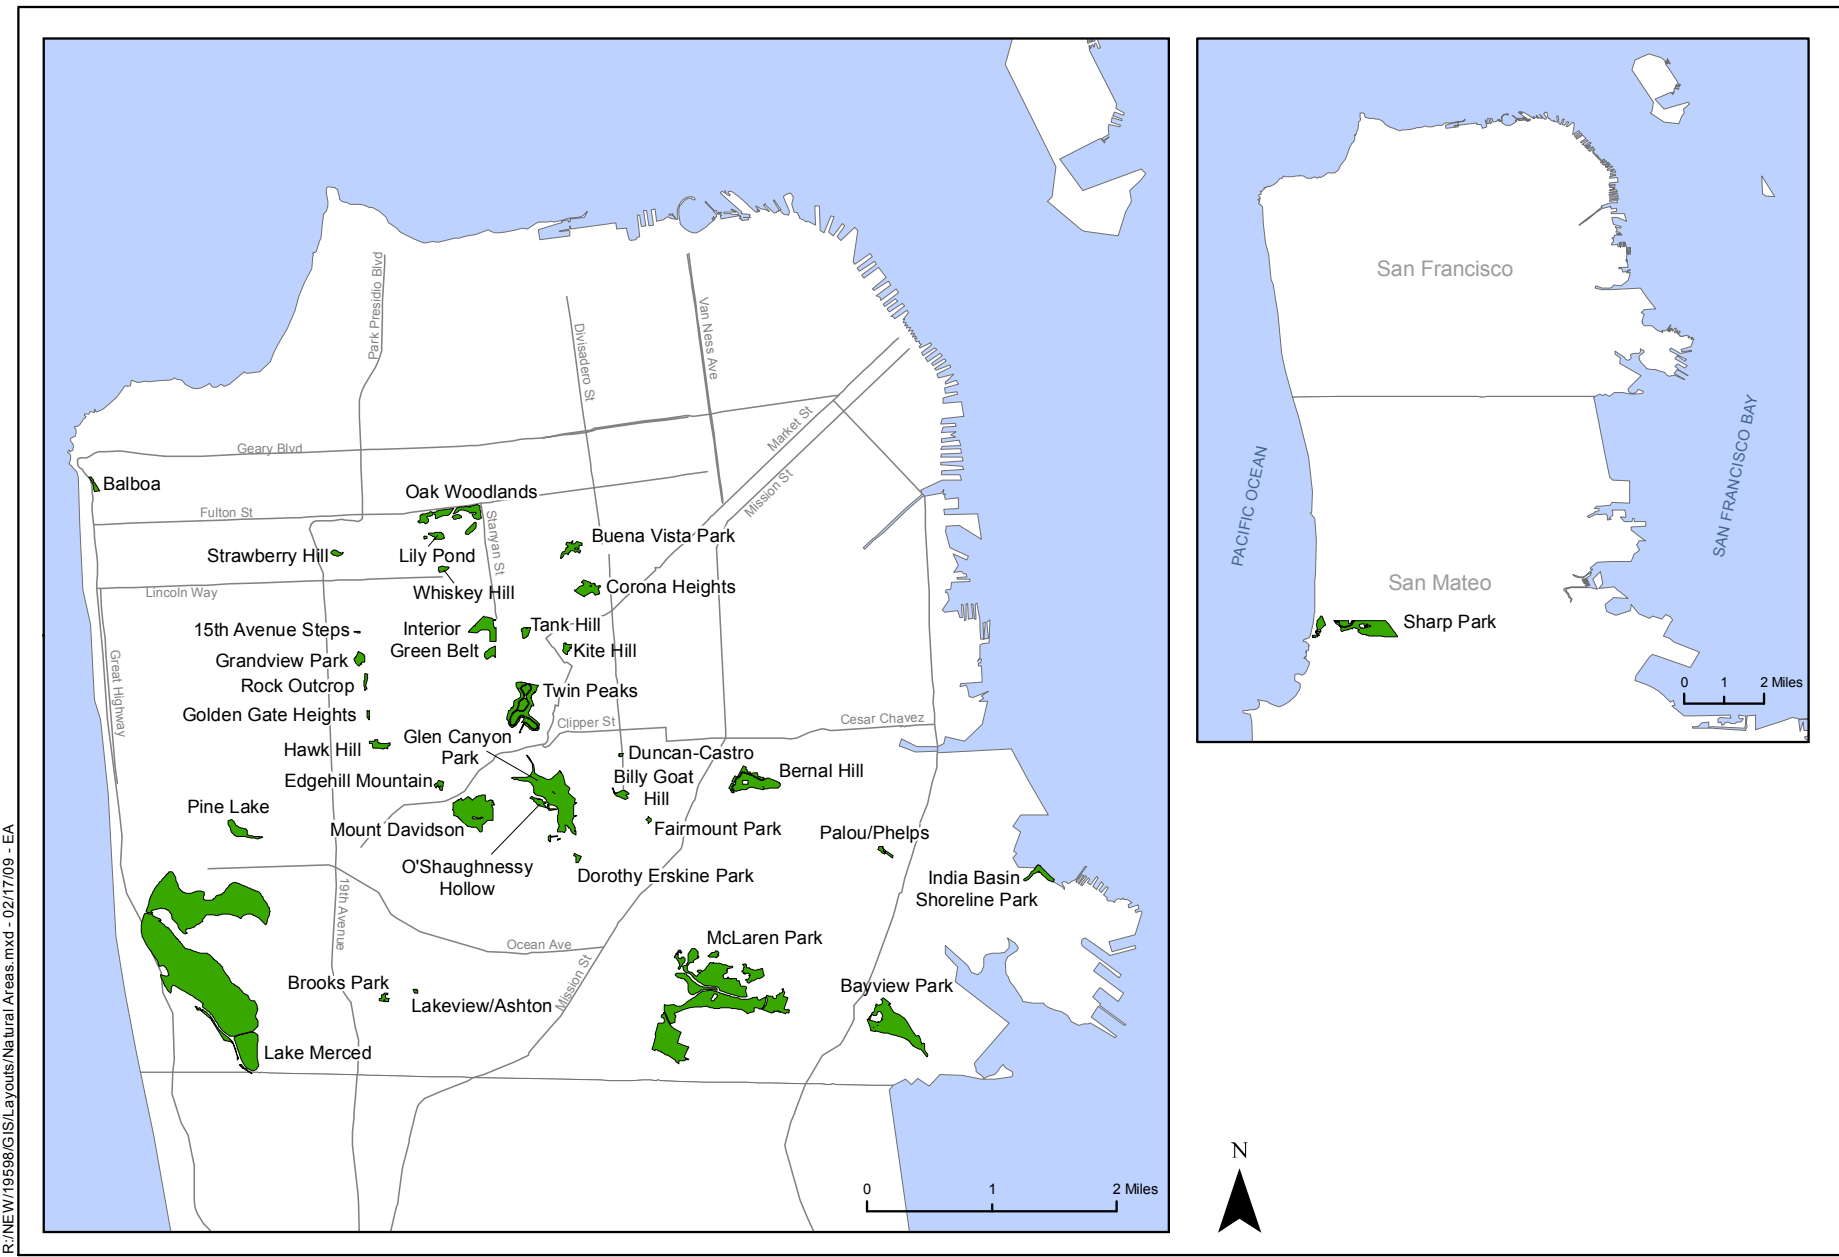 Park Presidio Blvd
Divisadero St
Van Ness Ave
Market St
Mission St
Geary Blvd
Balboa
Oak Woodlands
Fulton St
Stanyan St
Buena Vista Park
Strawberry Hill
Lily Pond
Corona Heights
Lincoln Way
Whiskey Hill
15th Avenue Steps
Interior
Green Belt
Tank Hill
Kite Hill
Grandview Park
Great Highway
Rock Outcrop
Twin Peaks
Golden Gate Heights
Clipper St
Cesar Chavez
Glen Canyon
Park
Hawk Hill
Duncan-Castro
Edgehill Mountain
Billy Goat
Hill
Bernal Hill
Pine Lake
Mount Davidson
Fairmount Park
Palou/Phelps
O'Shaughnessy
Hollow
Dorothy Erskine Park
India Basin
Shoreline Park
19th Avenue
Ocean Ave
Mission St
McLaren Park
Brooks Park
Lakeview/Ashton
Bayview Park
Lake Merced
0 1 2 Miles
San Francisco
PACIFIC OCEAN
SAN FRANCISCO BAY
San Mateo
Sharp Park
0 1 2 Miles
N
R:/NEW/19598/GIS/Layouts/Natural Areas.mxd - 02/17/09 - EA